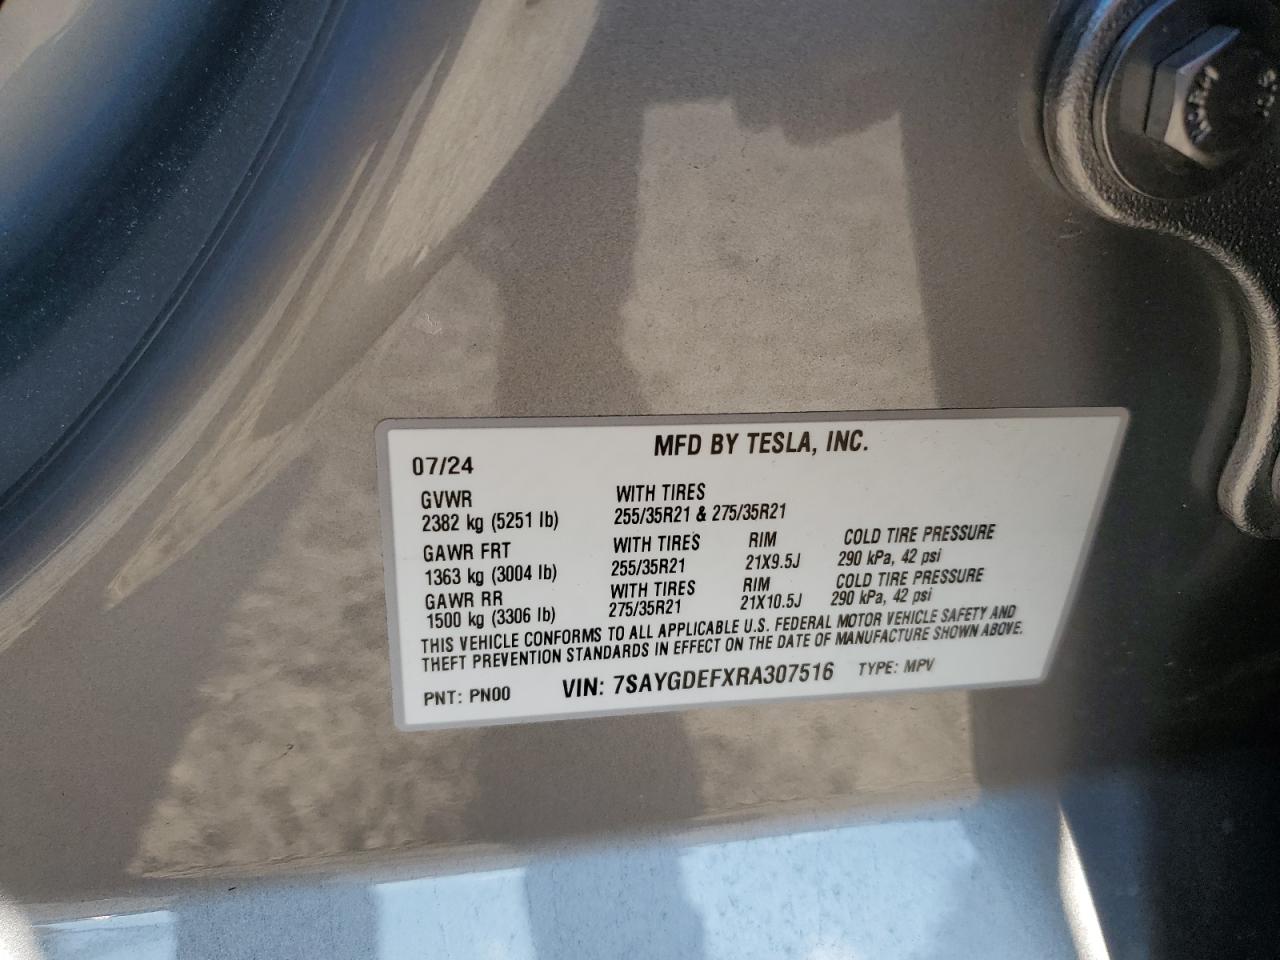 MFD BY TESLA, INC.
07/24
GVWR WITH TIRES
2382 kg (5251 lb) 255/35R21 & 275/35R21
GAWR FRT WITH TIRES RIM COLD TIRE PRESSURE
1363 kg (3004 lb) 255/35R21 21X9.5J 290 kPa, 42 psi
GAWR RR WITH TIRES RIM COLD TIRE PRESSURE
1500 kg (3306 lb) 275/35R21 21X10.5J 290 kPa, 42 psi
THIS VEHICLE CONFORMS TO ALL APPLICABLE U.S. FEDERAL MOTOR VEHICLE SAFETY AND
THEFT PREVENTION STANDARDS IN EFFECT ON THE DATE OF MANUFACTURE SHOWN ABOVE.
PNT: PN00 VIN: 7SAYGDEFXRA307516 TYPE: MPV